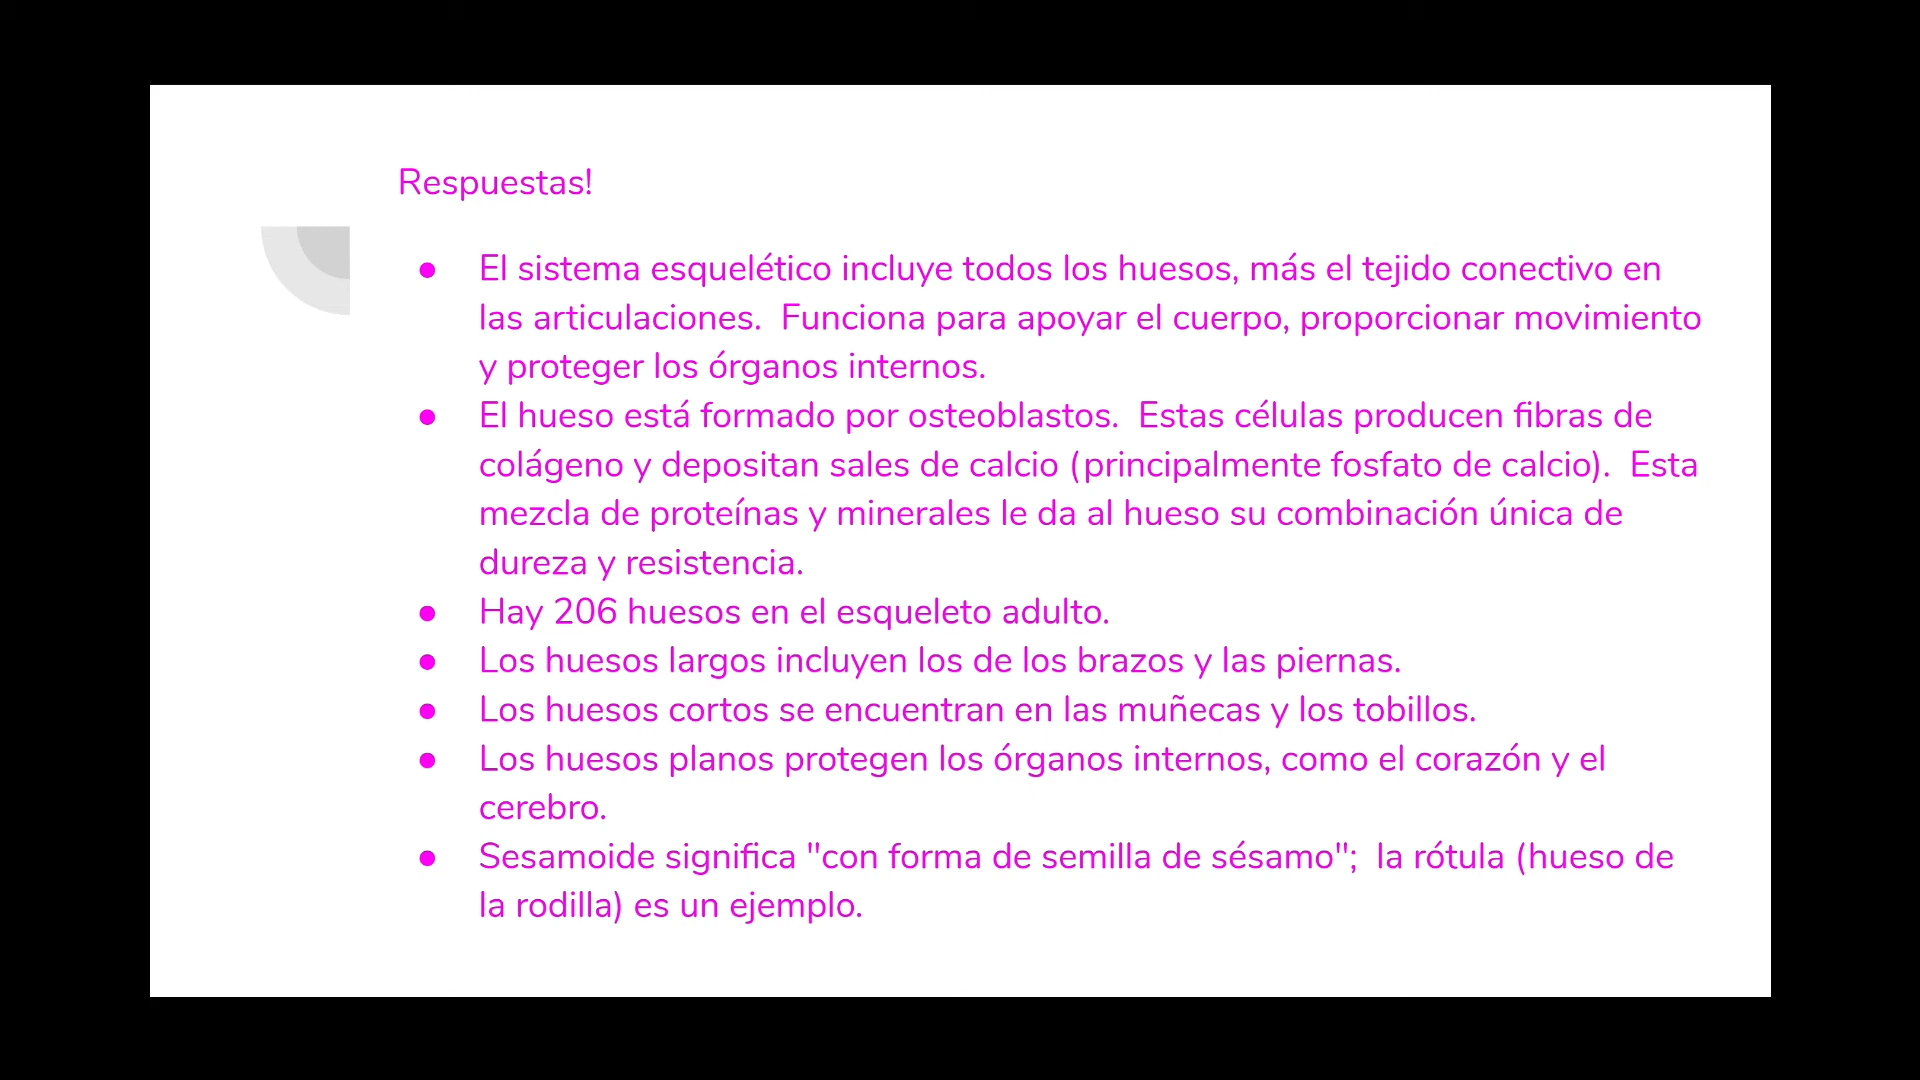 Respuestas!
● El sistema esquelético incluye todos los huesos, más el tejido conectivo en
las articulaciones.  Funciona para apoyar el cuerpo, proporcionar movimiento
y proteger los órganos internos.
● El hueso está formado por osteoblastos.  Estas células producen fibras de
colágeno y depositan sales de calcio (principalmente fosfato de calcio).  Esta
mezcla de proteínas y minerales le da al hueso su combinación única de
dureza y resistencia.
● Hay 206 huesos en el esqueleto adulto.
● Los huesos largos incluyen los de los brazos y las piernas.
● Los huesos cortos se encuentran en las muñecas y los tobillos.
● Los huesos planos protegen los órganos internos, como el corazón y el
cerebro.
● Sesamoide significa "con forma de semilla de sésamo";  la rótula (hueso de
la rodilla) es un ejemplo.